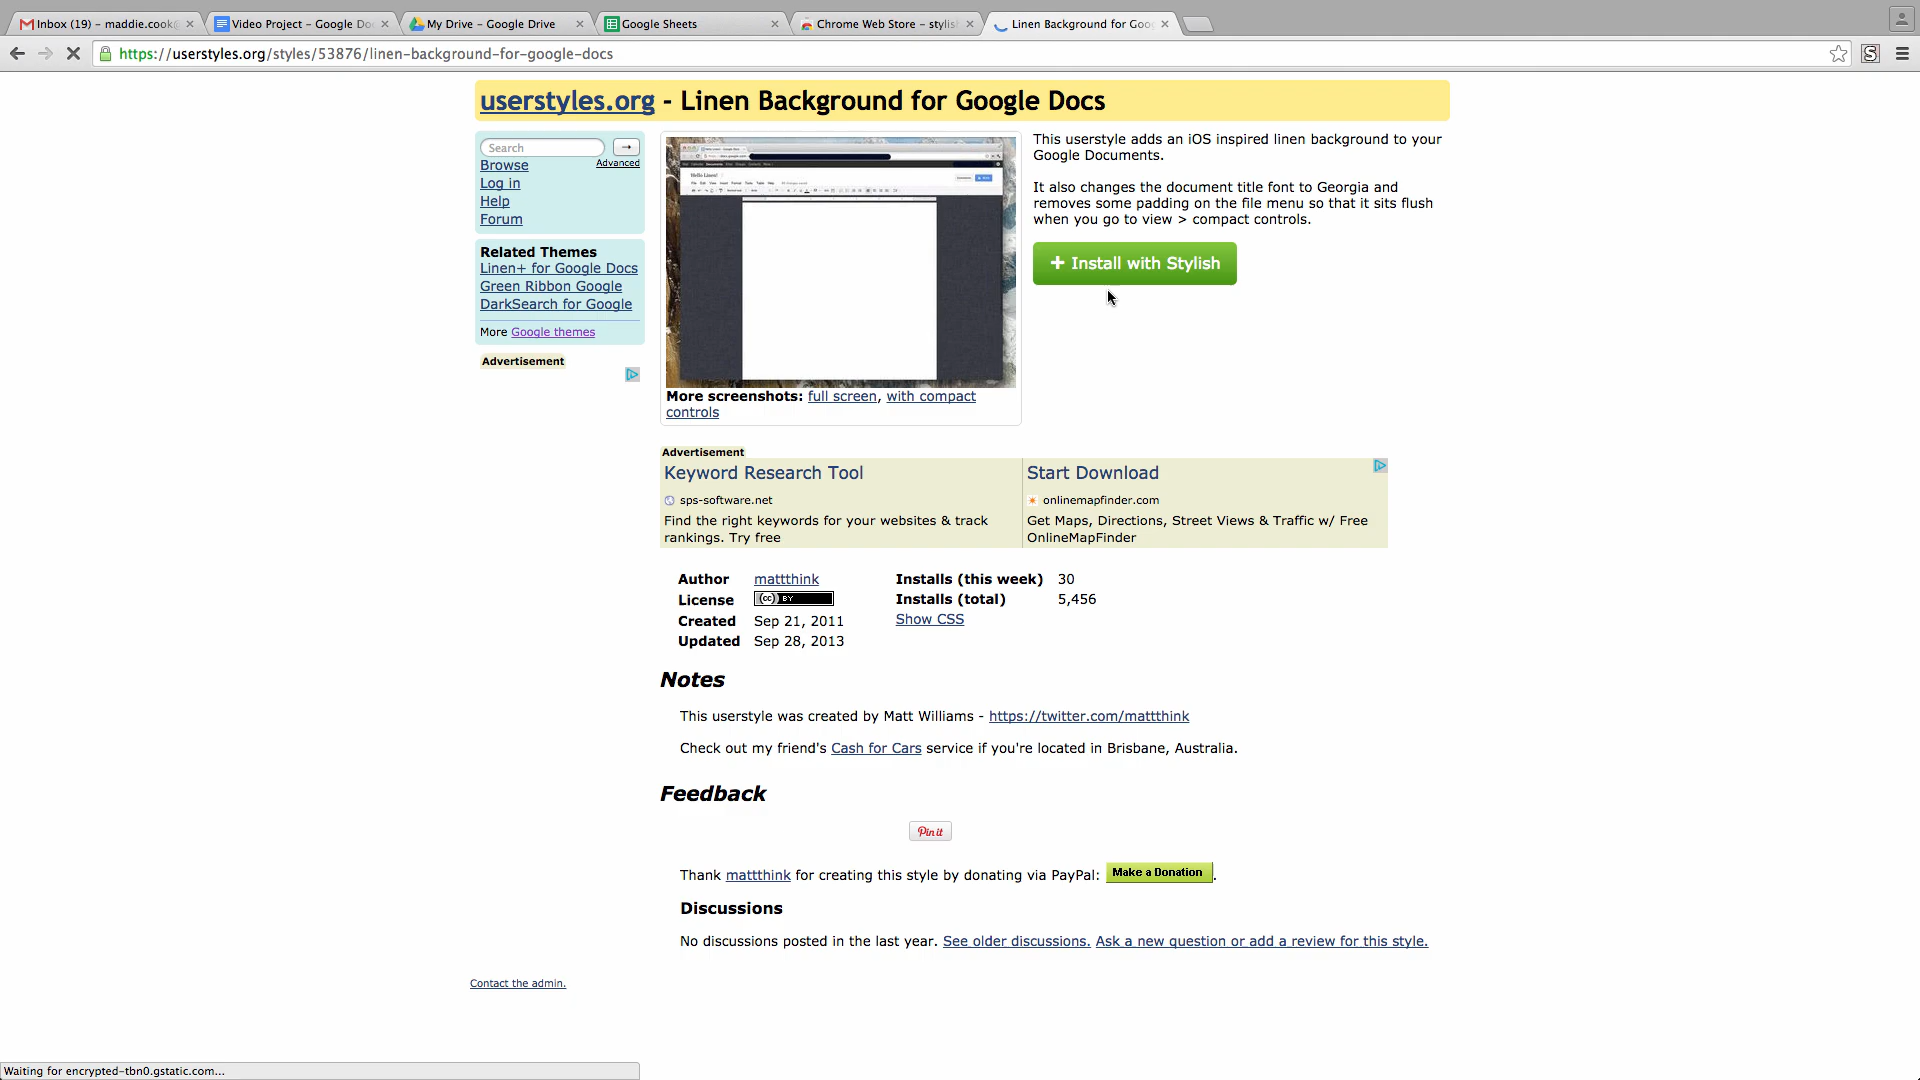 Inbox (19) - maddie.cook@
Video Project - Google Doc
My Drive - Google Drive
Google Sheets
Chrome Web Store - stylis
Linen Background for Goo
https://userstyles.org/styles/53876/linen-background-for-google-docs
userstyles.org - Linen Background for Google Docs
Search
→
Browse
Advanced
Log in
Help
Forum
Related Themes
Linen+ for Google Docs
Green Ribbon Google
DarkSearch for Google
More Google themes
Advertisement
Hello Linen!
More screenshots: full screen, with compact
controls
This userstyle adds an iOS inspired linen background to your
Google Documents.
It also changes the document title font to Georgia and
removes some padding on the file menu so that it sits flush
when you go to view > compact controls.
+ Install with Stylish
Advertisement
Keyword Research Tool
sps-software.net
Find the right keywords for your websites & track
rankings. Try free
Start Download
onlinemapfinder.com
Get Maps, Directions, Street Views & Traffic w/ Free
OnlineMapFinder
Author mattthink
License (cc) BY
Created Sep 21, 2011
Updated Sep 28, 2013
Installs (this week) 30
Installs (total) 5,456
Show CSS
Notes
This userstyle was created by Matt Williams - https://twitter.com/mattthink
Check out my friend's Cash for Cars service if you're located in Brisbane, Australia.
Feedback
Pin it
Thank mattthink for creating this style by donating via PayPal: Make a Donation.
Discussions
No discussions posted in the last year. See older discussions. Ask a new question or add a review for this style.
Contact the admin.
Waiting for encrypted-tbn0.gstatic.com...